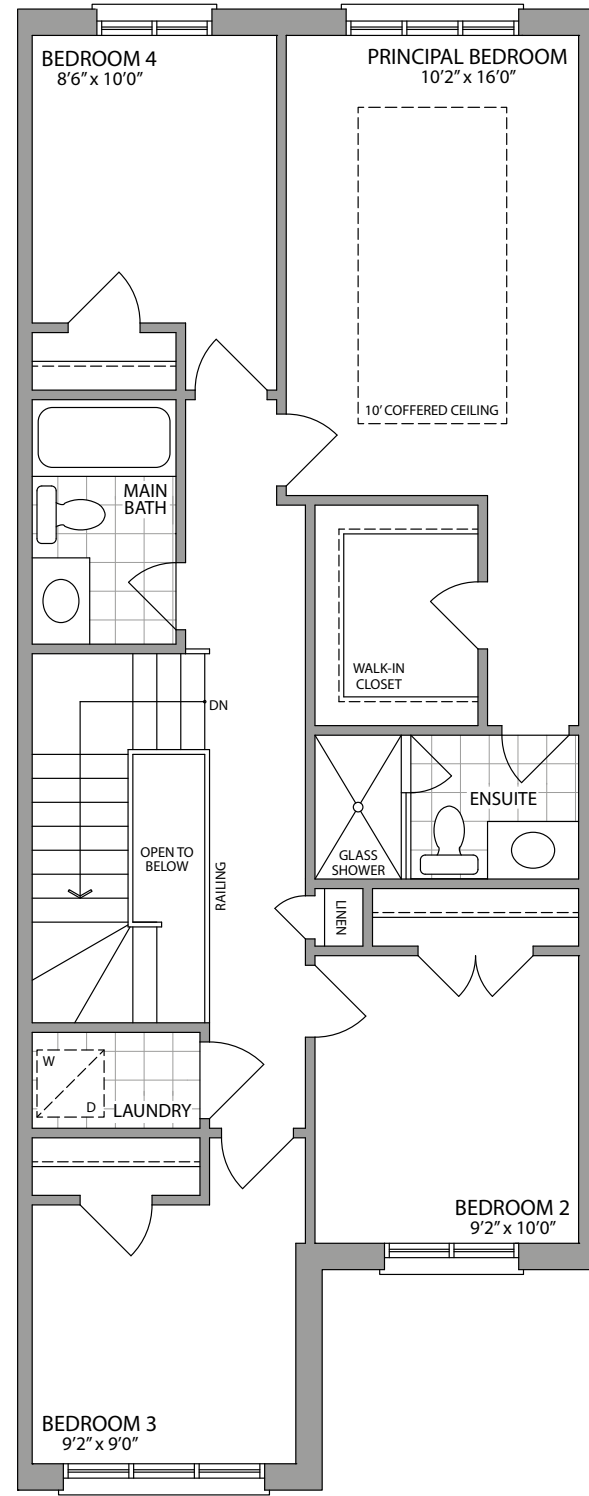 BEDROOM 4
8'6” x 10'0”
PRINCIPAL BEDROOM
10'2” x 16'0”
10’ COFFERED CEILING
MAIN
BATH
WALK-IN
CLOSET
DN
ENSUITE
OPEN TO
BELOW
GLASS
SHOWER
RAILING
LINEN
W
D
LAUNDRY
BEDROOM 2
9'2” x 10'0”
BEDROOM 3
9'2” x 9'0”